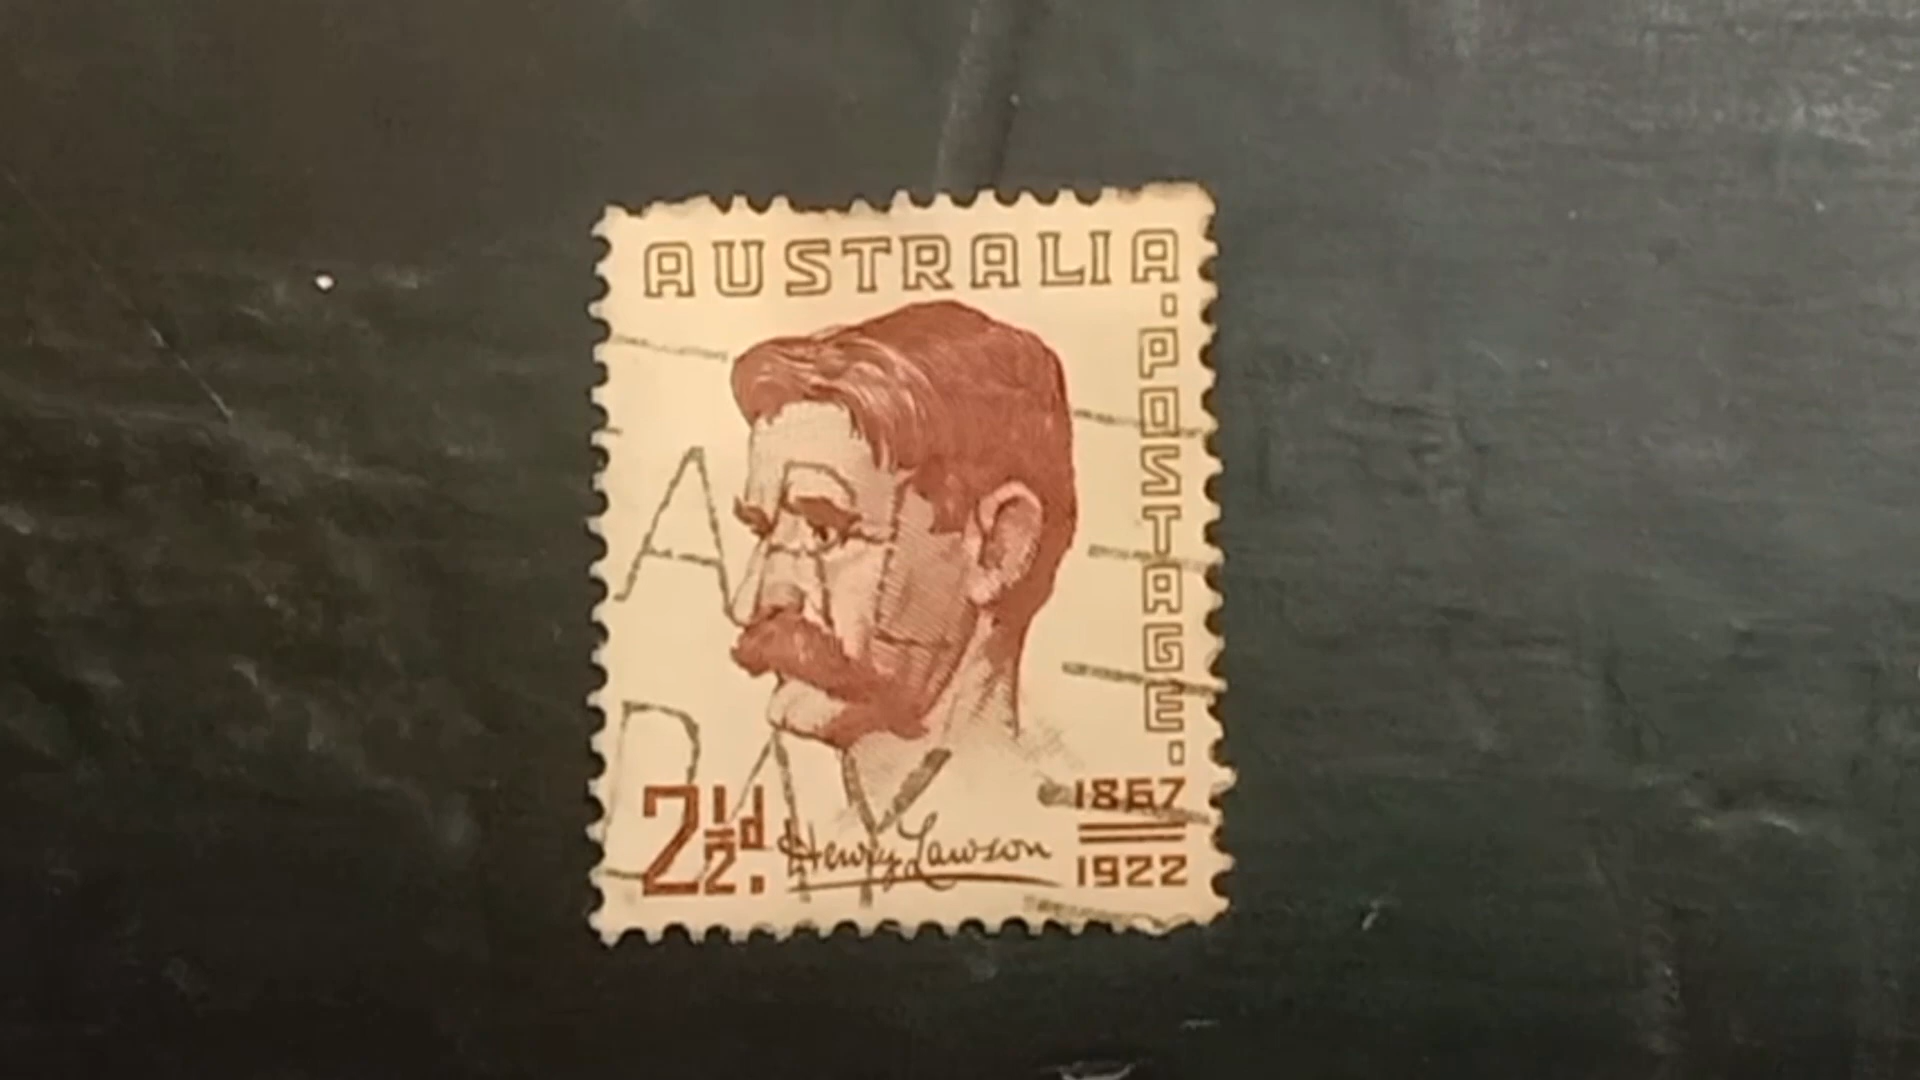 AUSTRALIA.
POSTAGE.
2½d.
Henry Lawson
1867
1922